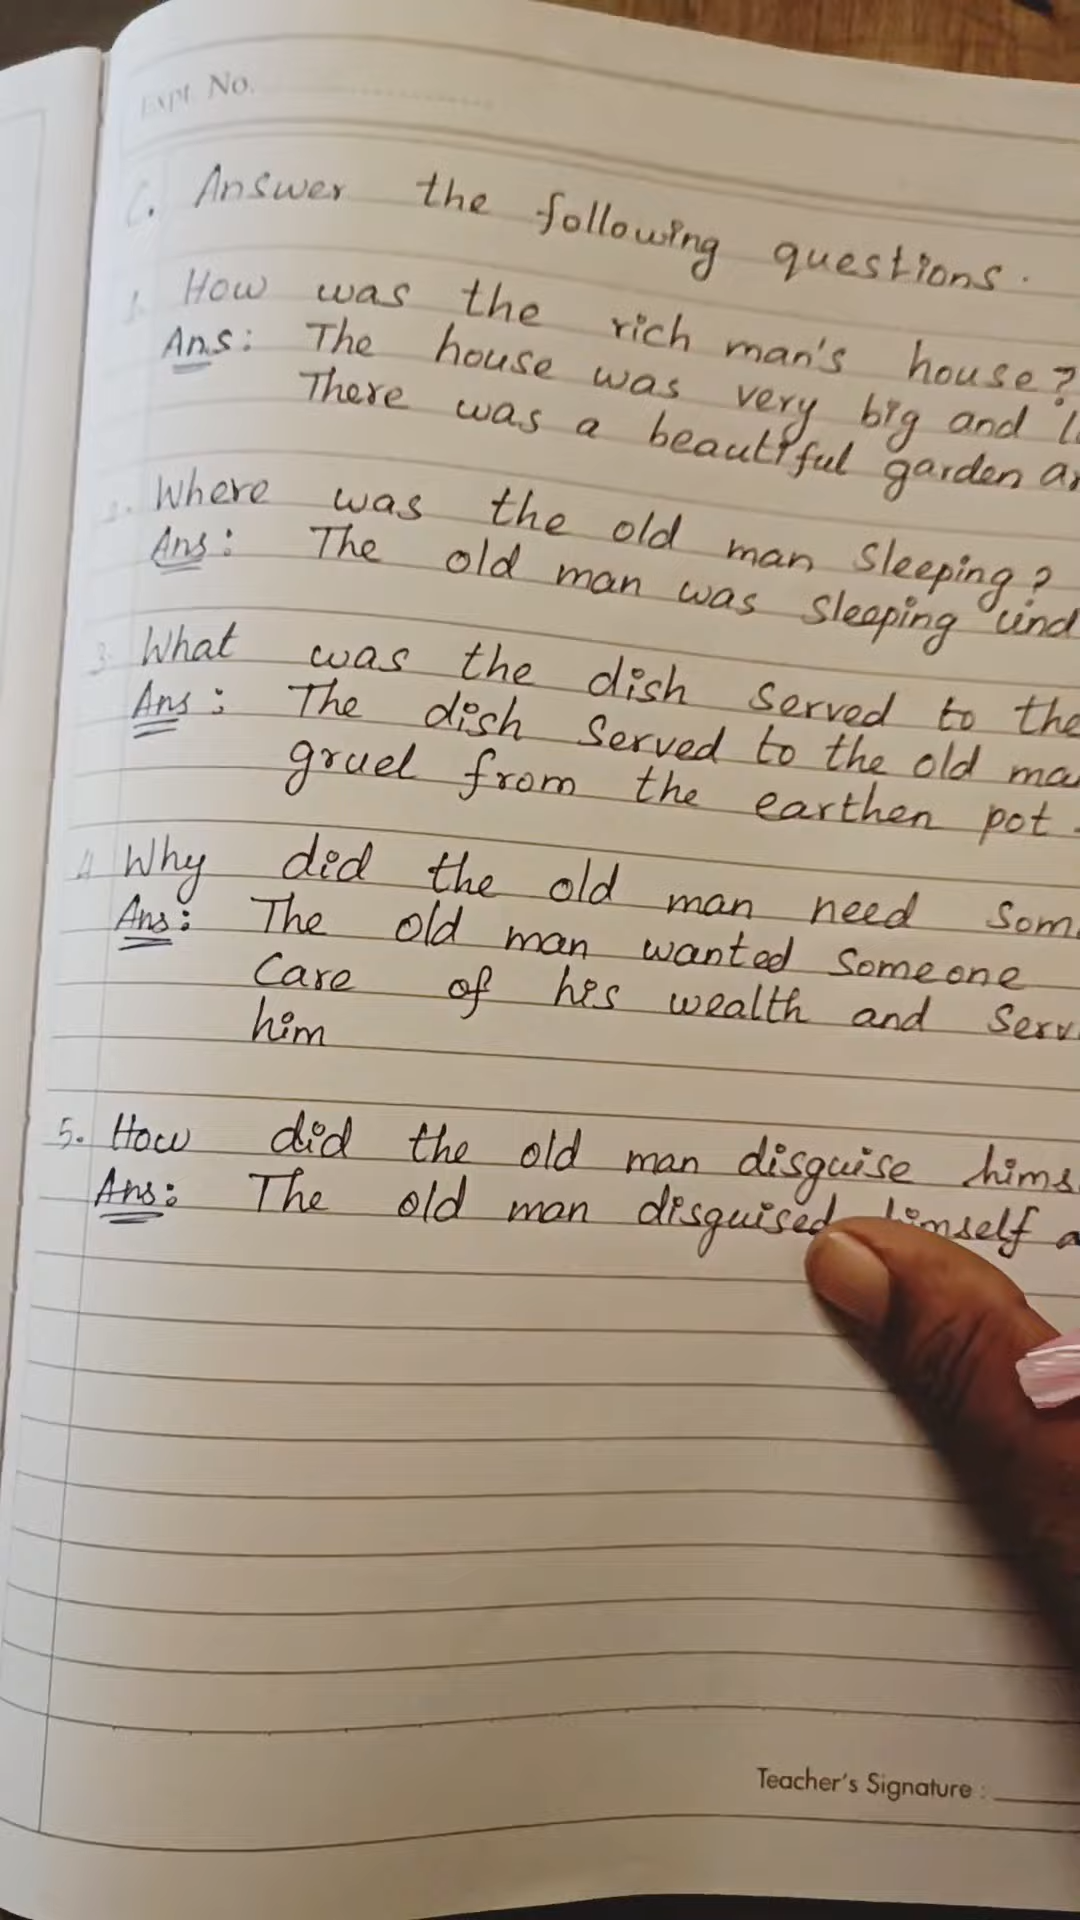 Expt. No.
C. Answer the following questions.
1. How was the rich man's house?
Ans: The house was very big and
There was a beautiful garden
2. Where was the old man sleeping?
Ans: The old man was sleeping
3. What was the dish served to the
Ans: The dish served to the old
gruel from the earthen pot.
4. Why did the old man need
Ans: The old man wanted someone
care of his wealth and
him
5. How did the old man disguise
Ans: The old man disguised himself
Teacher's Signature :